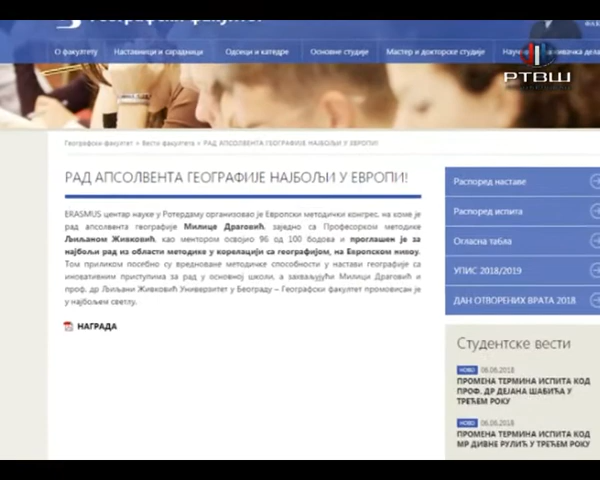 Географски факултет
О факултету Наставници и сарадници Одсеци и катедре Основне студије Мастер и докторске студије
РТВШ
Географски факултет » Вести факултета » РАД АПСОЛВЕНТА ГЕОГРАФИЈЕ НАЈБОЉИ У ЕВРОПИ!
РАД АПСОЛВЕНТА ГЕОГРАФИЈЕ НАЈБОЉИ У ЕВРОПИ!
ERASMUS центар науке у Ротердаму организовао је Европски методички конгрес, на коме је
рад апсолвента географије Милице Драговић, заједно са Професорком методике
Љиљаном Живковић, као ментором освојио 96 од 100 бодова и проглашен је за
најбољи рад из области методике у корелацији са географијом, на Европском нивоу.
Том приликом посебно су вредноване методичке способности у настави географије са
иновативним приступима за рад у основној школи, а захваљујући Милици Драговић и
проф. др Љиљани Живковић Универзитет у Београду – Географски факултет промовисан је
у најбољем светлу.
НАГРАДА
Распоред наставе
Распоред испита
Огласна табла
УПИС 2018/2019
ДАН ОТВОРЕНИХ ВРАТА 2018
Студентске вести
НОВО 06.06.2018
ПРОМЕНА ТЕРМИНА ИСПИТА КОД
ПРОФ. ДР ДЕЈАНА ШАБИЋА У
ТРЕЋЕМ РОКУ
НОВО 06.06.2018
ПРОМЕНА ТЕРМИНА ИСПИТА КОД
МР ДИВНЕ РУЛИЋ У ТРЕЋЕМ РОКУ